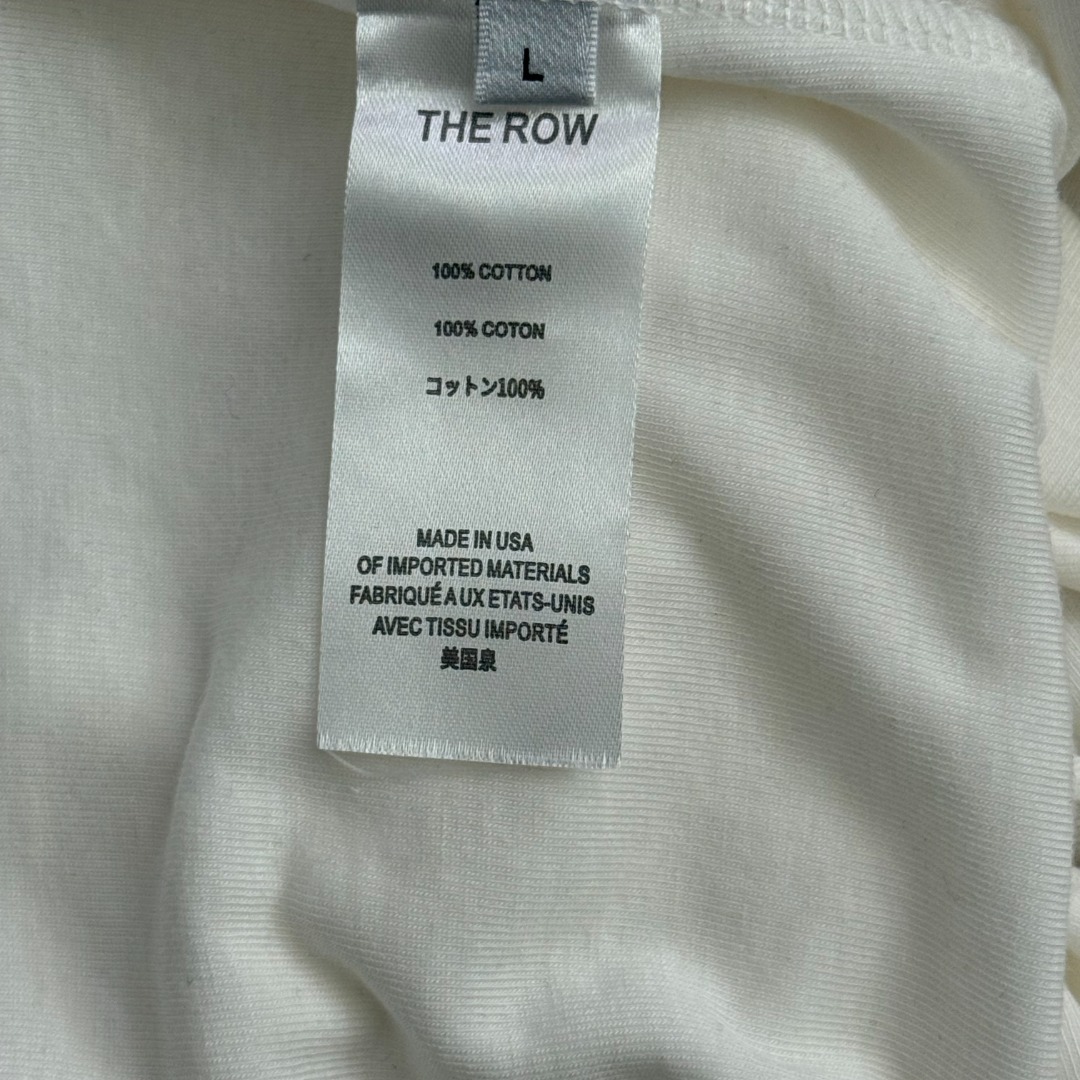 L
THE ROW
100% COTTON
100% COTON
コットン100%
MADE IN USA
OF IMPORTED MATERIALS
FABRIQUÉ AUX ETATS-UNIS
AVEC TISSU IMPORTÉ
美国泉